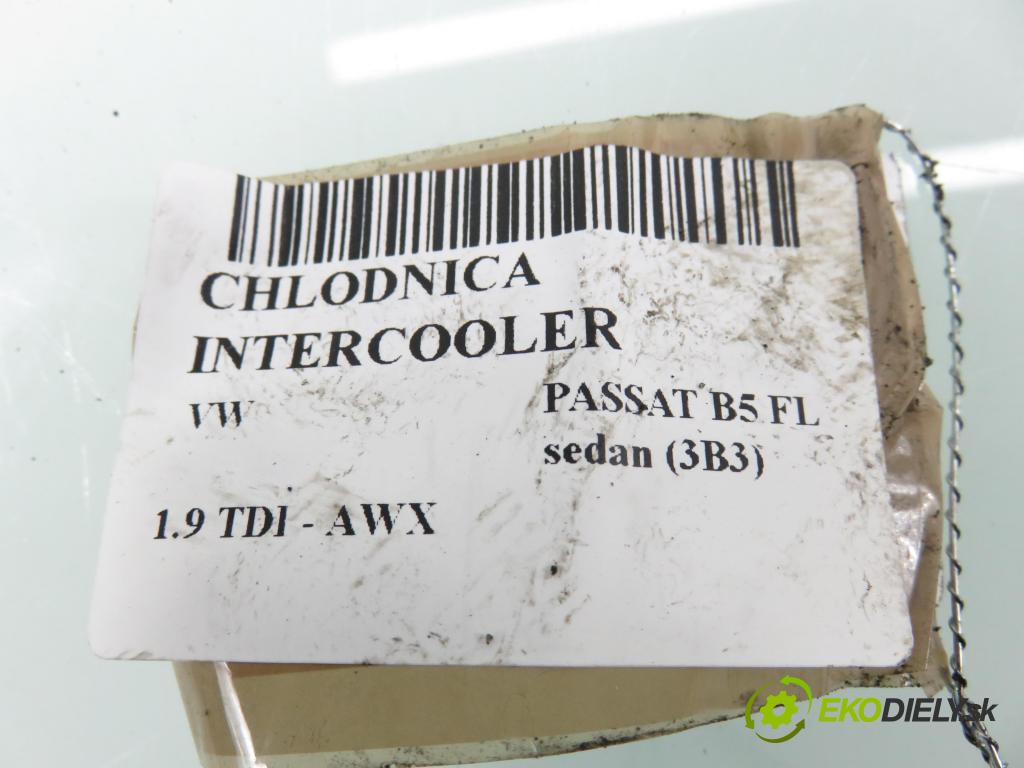 CHLODNICA
INTERCOOLER
VW
PASSAT B5 FL
sedan (3B3)
1.9 TDI - AWX
EKODIELY.sk